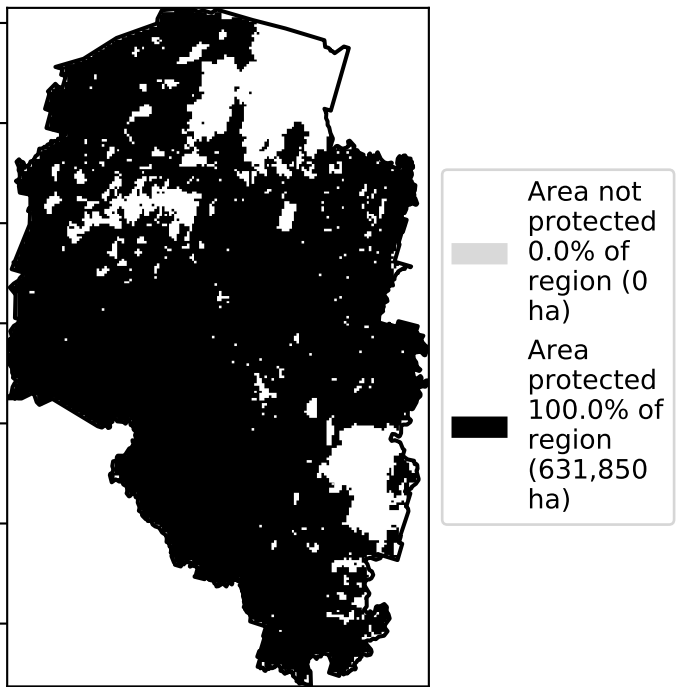 Area not
protected
0.0% of
region (0
ha)
Area
protected
100.0% of
region
(631,850
ha)